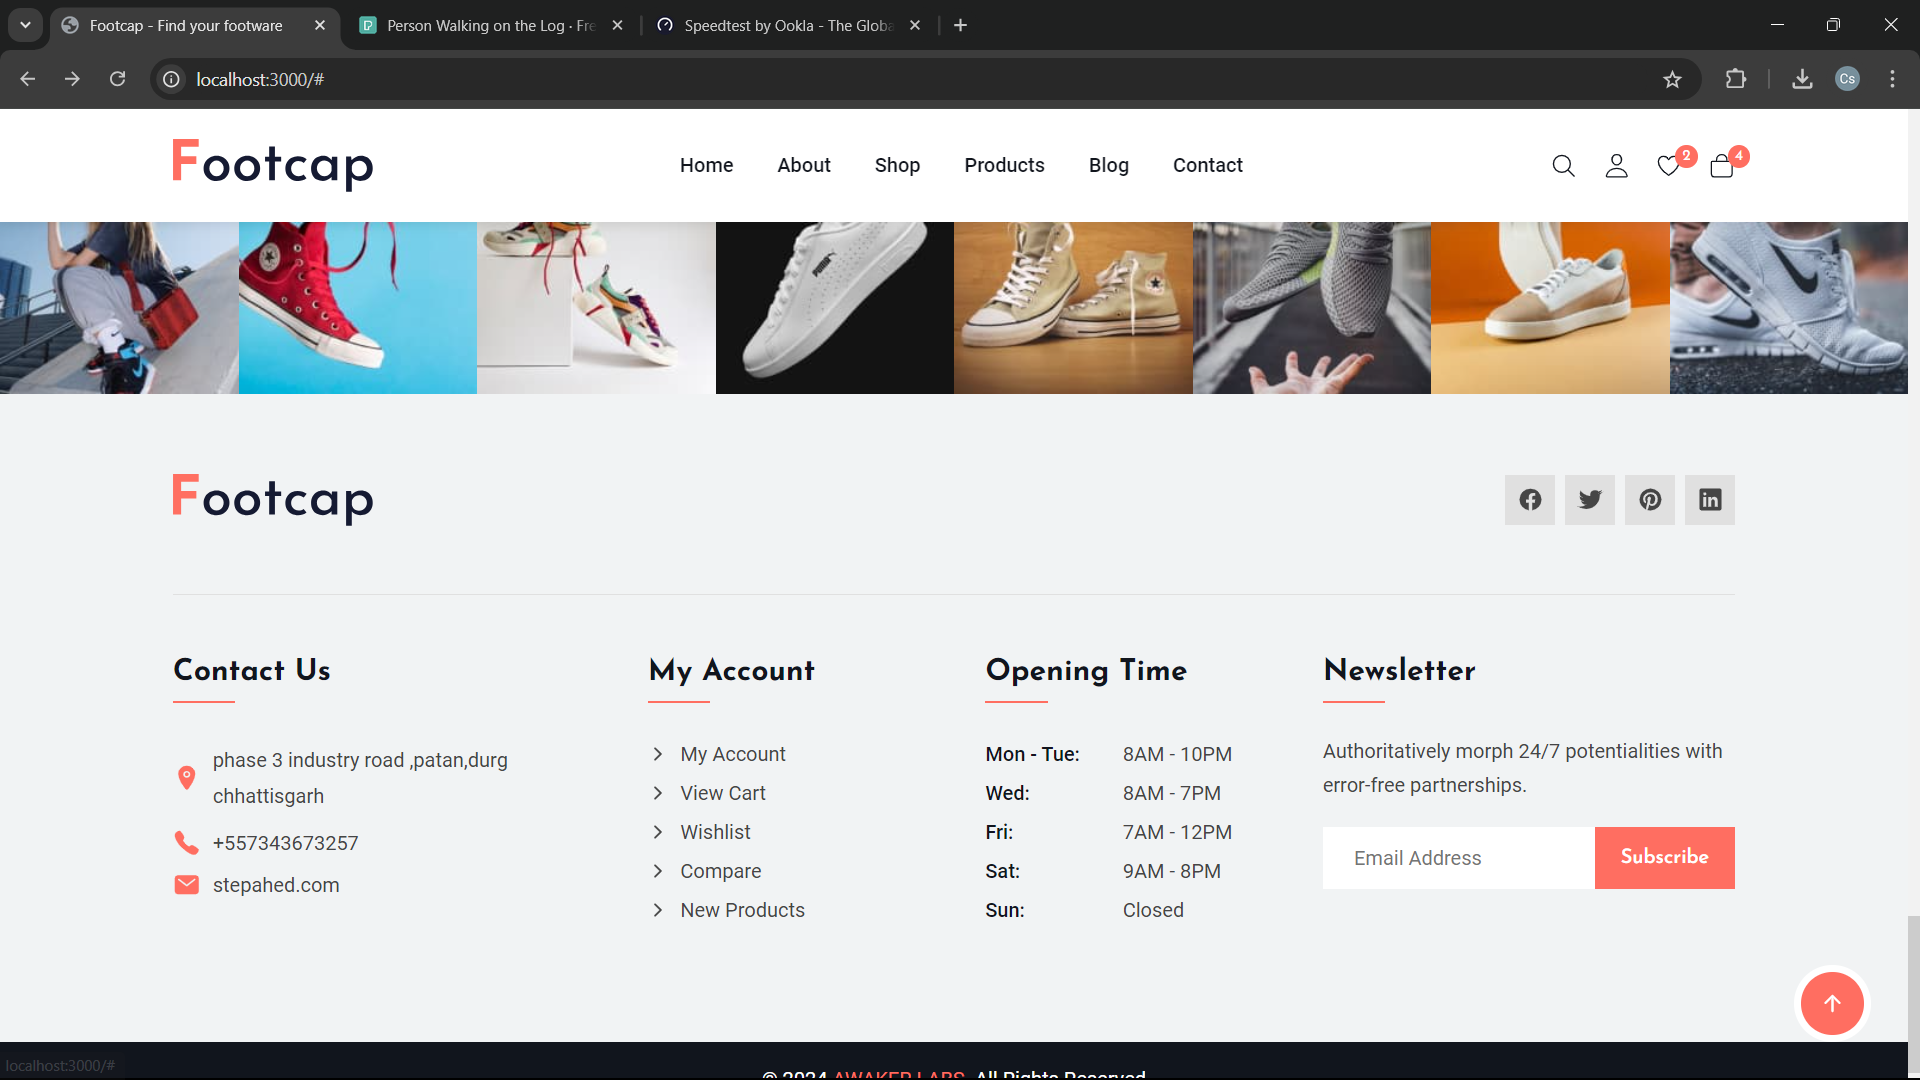 Footcap - Find your footware
Person Walking on the Log · Fre
Speedtest by Ookla - The Globa
localhost:3000/#
Cs
Footcap
Home
About
Shop
Products
Blog
Contact
2
4
PUMA
Footcap
Contact Us
phase 3 industry road ,patan,durg
chhattisgarh
+557343673257
stepahed.com
My Account
My Account
View Cart
Wishlist
Compare
New Products
Opening Time
Mon - Tue: 8AM - 10PM
Wed: 8AM - 7PM
Fri: 7AM - 12PM
Sat: 9AM - 8PM
Sun: Closed
Newsletter
Authoritatively morph 24/7 potentialities with
error-free partnerships.
Email Address
Subscribe
localhost:3000/#
© 2024 AWAKER LABS. All Rights Reserved